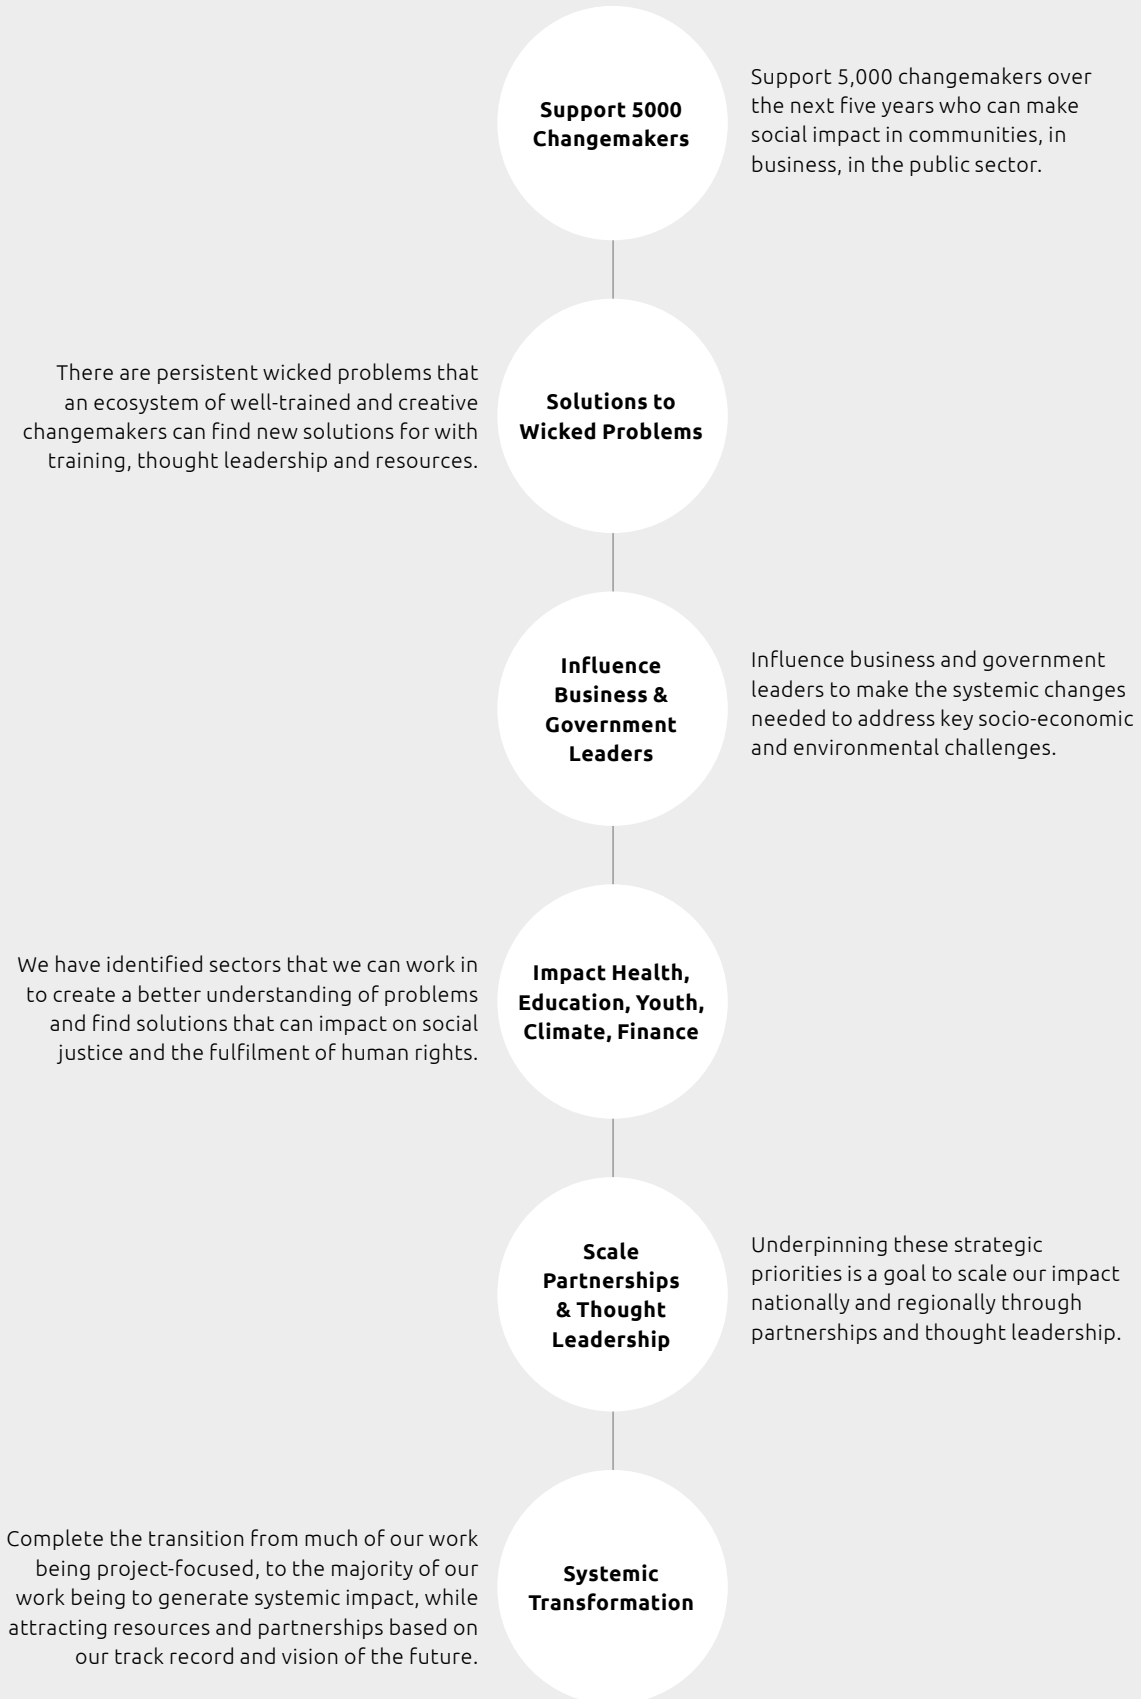 Support 5000
Changemakers
Support 5,000 changemakers over
the next five years who can make
social impact in communities, in
business, in the public sector.
There are persistent wicked problems that
an ecosystem of well-trained and creative
changemakers can find new solutions for with
training, thought leadership and resources.
Solutions to
Wicked Problems
Influence
Business &
Government
Leaders
Influence business and government
leaders to make the systemic changes
needed to address key socio-economic
and environmental challenges.
We have identified sectors that we can work in
to create a better understanding of problems
and find solutions that can impact on social
justice and the fulfilment of human rights.
Impact Health,
Education, Youth,
Climate, Finance
Scale
Partnerships
& Thought
Leadership
Underpinning these strategic
priorities is a goal to scale our impact
nationally and regionally through
partnerships and thought leadership.
Complete the transition from much of our work
being project-focused, to the majority of our
work being to generate systemic impact, while
attracting resources and partnerships based on
our track record and vision of the future.
Systemic
Transformation